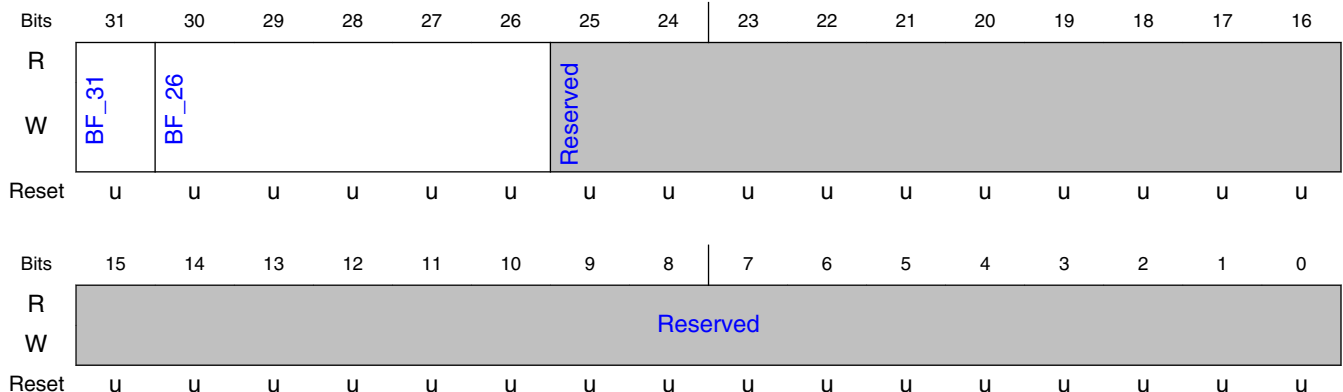 Bits 31 30 29 28 27 26 25 24 23 22 21 20 19 18 17 16
R
W
BF_31 BF_26 Reserved
Reset u u u u u u u u u u u u u u u u
Bits 15 14 13 12 11 10 9 8 7 6 5 4 3 2 1 0
R
Reserved
W
Reset u u u u u u u u u u u u u u u u